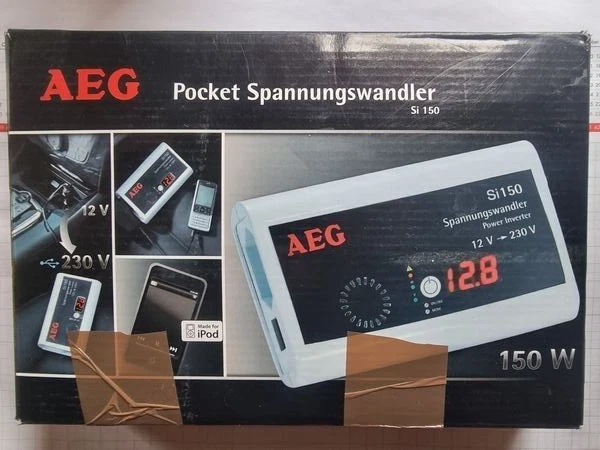 AEG
Pocket Spannungswandler
Si 150
12 V
230 V
Made for
iPod
AEG
Si150
Spannungswandler
Power Inverter
12 V → 230 V
12.8
150 W